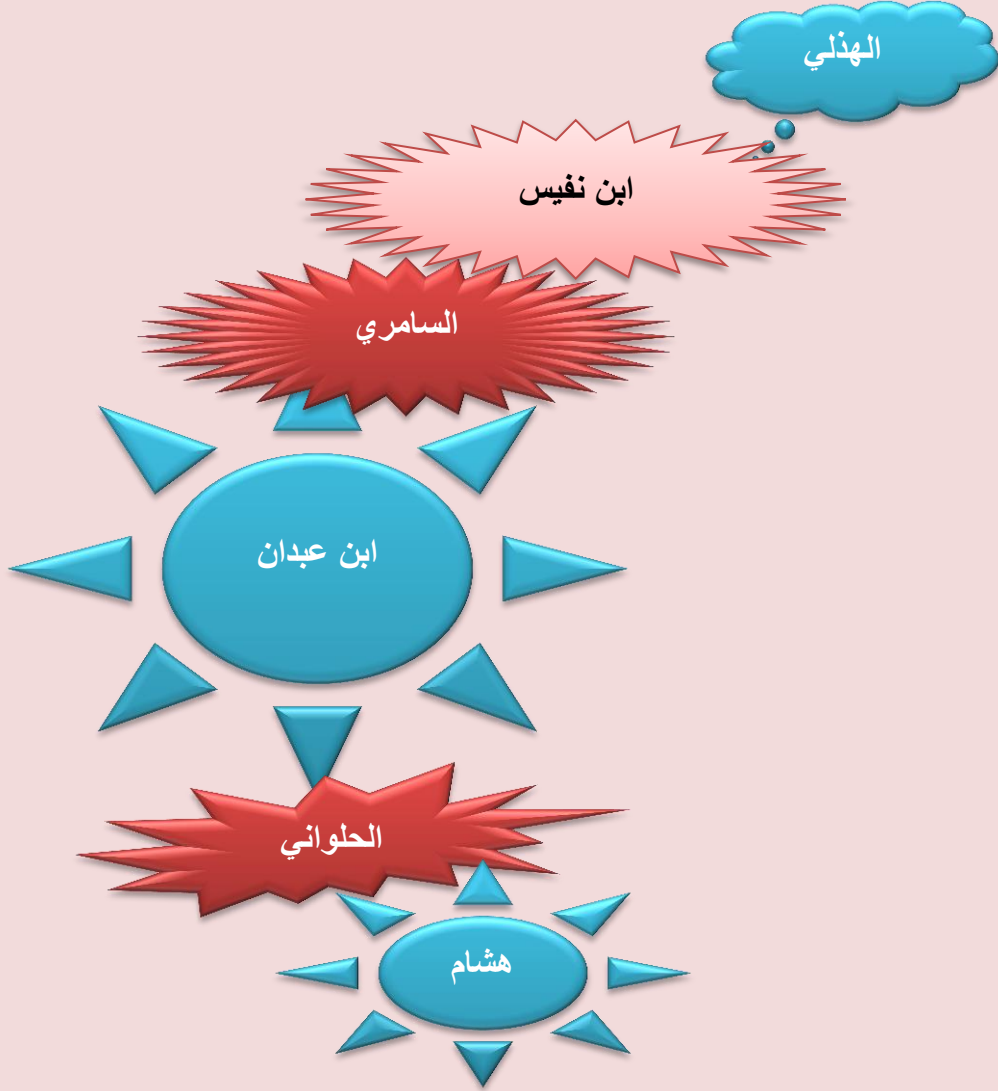 الهذلي
ابن نفيس
السامري
ابن عبدان
الحلواني
هشام